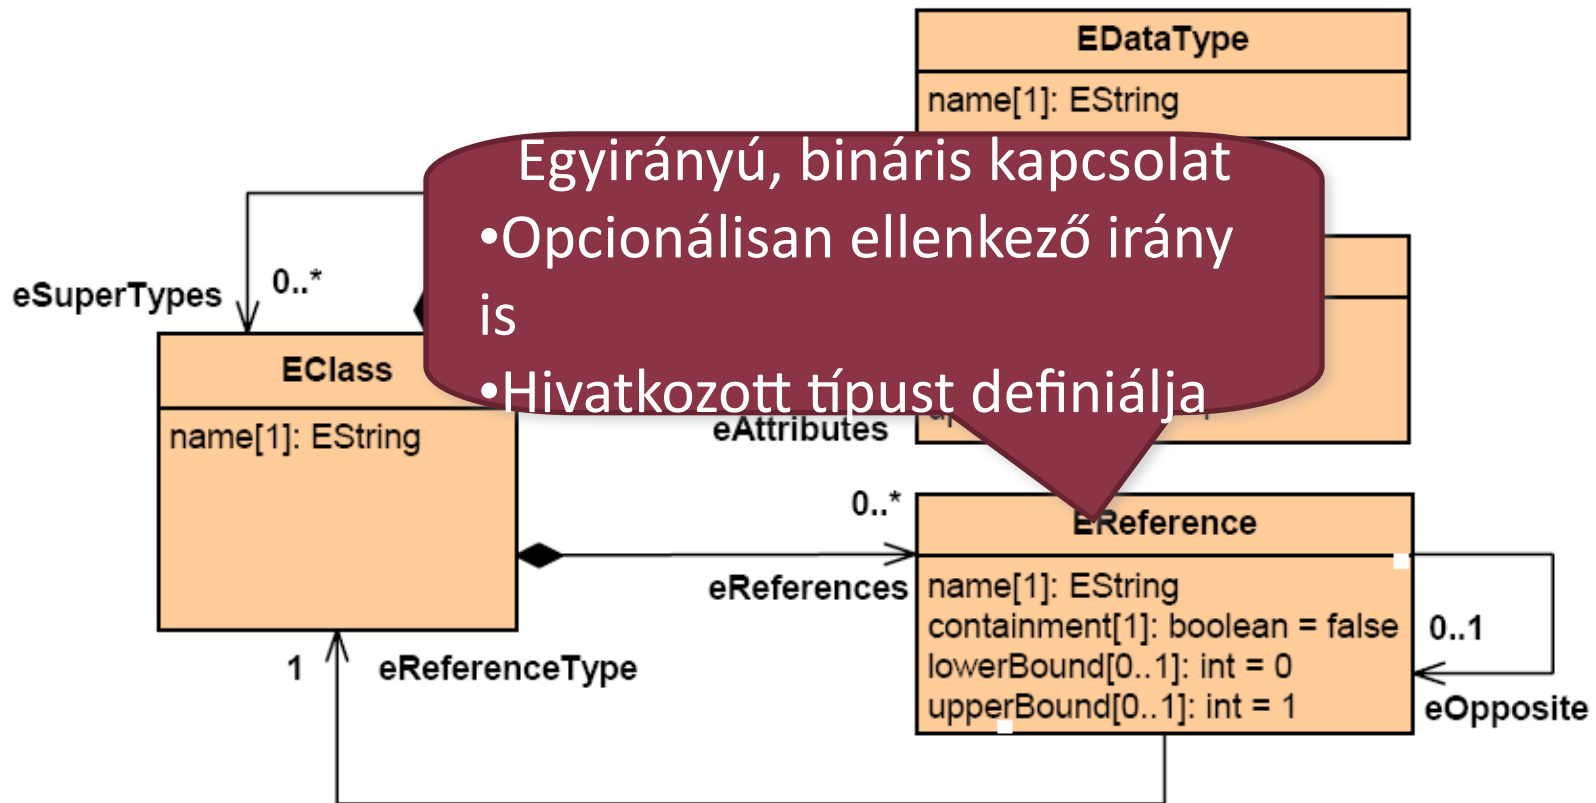 EDataType
name[1]: EString
Egyirányú, bináris kapcsolat
•Opcionálisan ellenkező irány
is
•Hivatkozott típust definiálja
0..*
eSuperTypes
EClass
name[1]: EString
eAttributes
0..*
EReference
eReferences
name[1]: EString
containment[1]: boolean = false
lowerBound[0..1]: int = 0
upperBound[0..1]: int = 1
0..1
eOpposite
1
eReferenceType